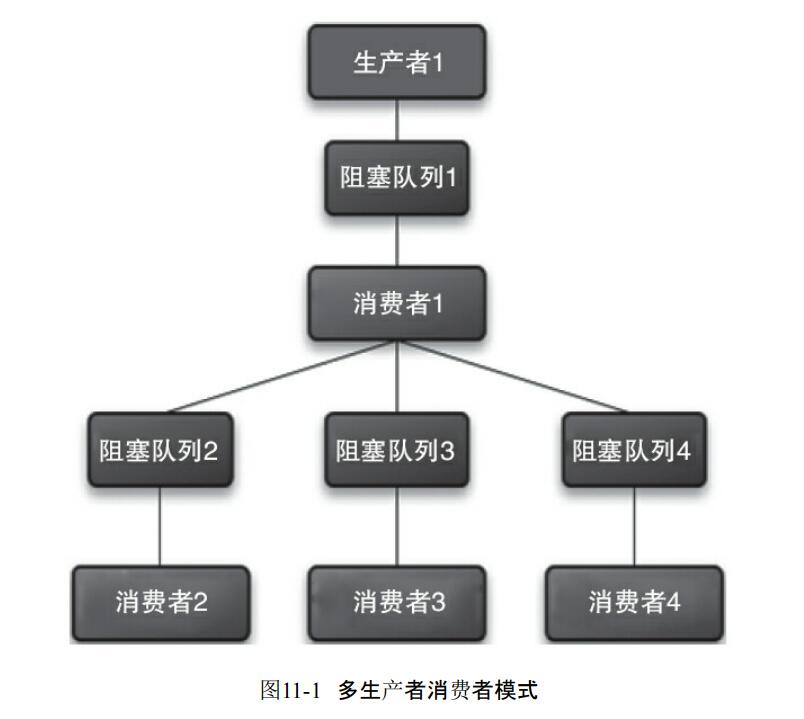 生产者1
阻塞队列1
消费者1
阻塞队列2 阻塞队列3 阻塞队列4
消费者2 消费者3 消费者4
图11-1 多生产者消费者模式